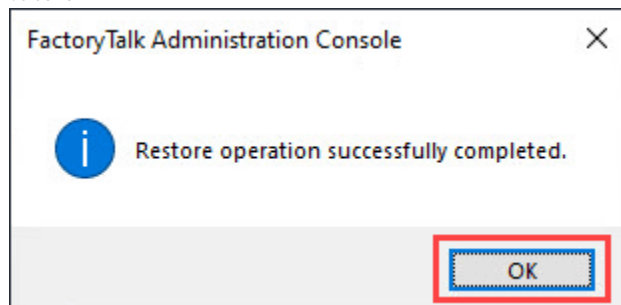 FactoryTalk Administration Console
Restore operation successfully completed.
OK